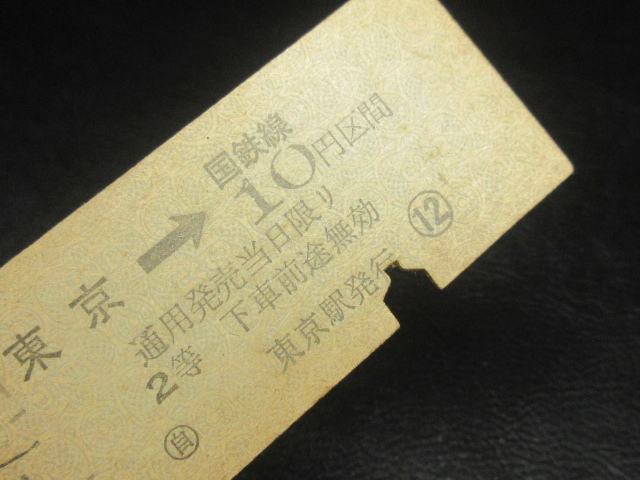 東京→国鉄線
10円区間
通用発売当日限り
2等 下車前途無効
東京駅発行 ⑫
自